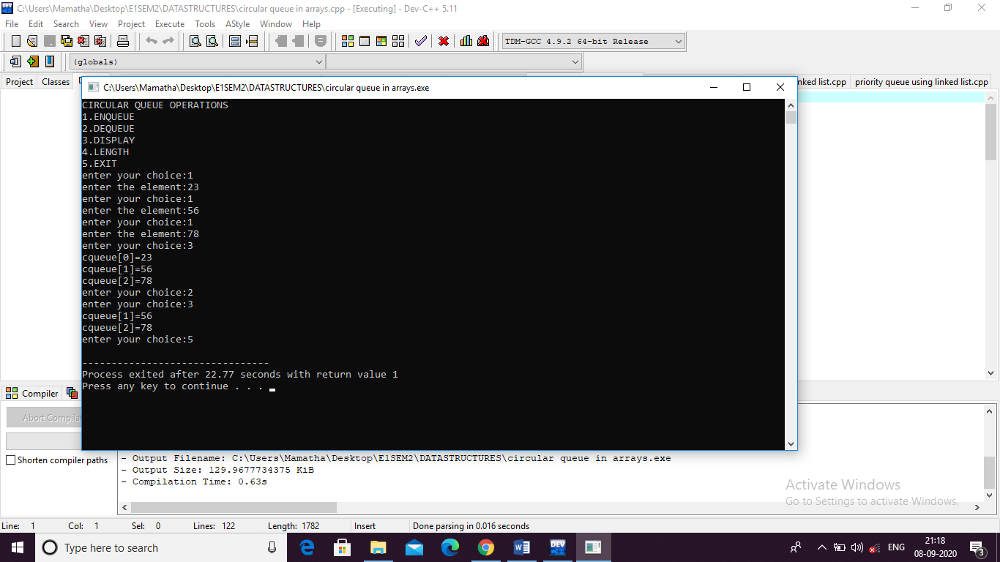 C:\Users\Mamatha\Desktop\E1SEM2\DATASTRUCTURES\circular queue in arrays.cpp - [Executing] - Dev-C++ 5.11
File Edit Search View Project Execute Tools AStyle Window Help
TDM-GCC 4.9.2 64-bit Release
(globals)
Project Classes
nked list.cpp priority queue using linked list.cpp
C:\Users\Mamatha\Desktop\E1SEM2\DATASTRUCTURES\circular queue in arrays.exe
CIRCULAR QUEUE OPERATIONS
1.ENQUEUE
2.DEQUEUE
3.DISPLAY
4.LENGTH
5.EXIT
enter your choice:1
enter the element:23
enter your choice:1
enter the element:56
enter your choice:1
enter the element:78
enter your choice:3
cqueue[0]=23
cqueue[1]=56
cqueue[2]=78
enter your choice:2
enter your choice:3
cqueue[1]=56
cqueue[2]=78
enter your choice:5
--------------------------------
Process exited after 22.77 seconds with return value 1
Press any key to continue . . .
Compiler
Abort Compilat
Shorten compiler paths
- Output Filename: C:\Users\Mamatha\Desktop\E1SEM2\DATASTRUCTURES\circular queue in arrays.exe
- Output Size: 129.9677734375 KiB
- Compilation Time: 0.63s
Activate Windows
Go to Settings to activate Windows.
Line: 1 Col: 1 Sel: 0 Lines: 122 Length: 1782 Insert Done parsing in 0.016 seconds
Type here to search
DEV
ENG
21:18
08-09-2020
3